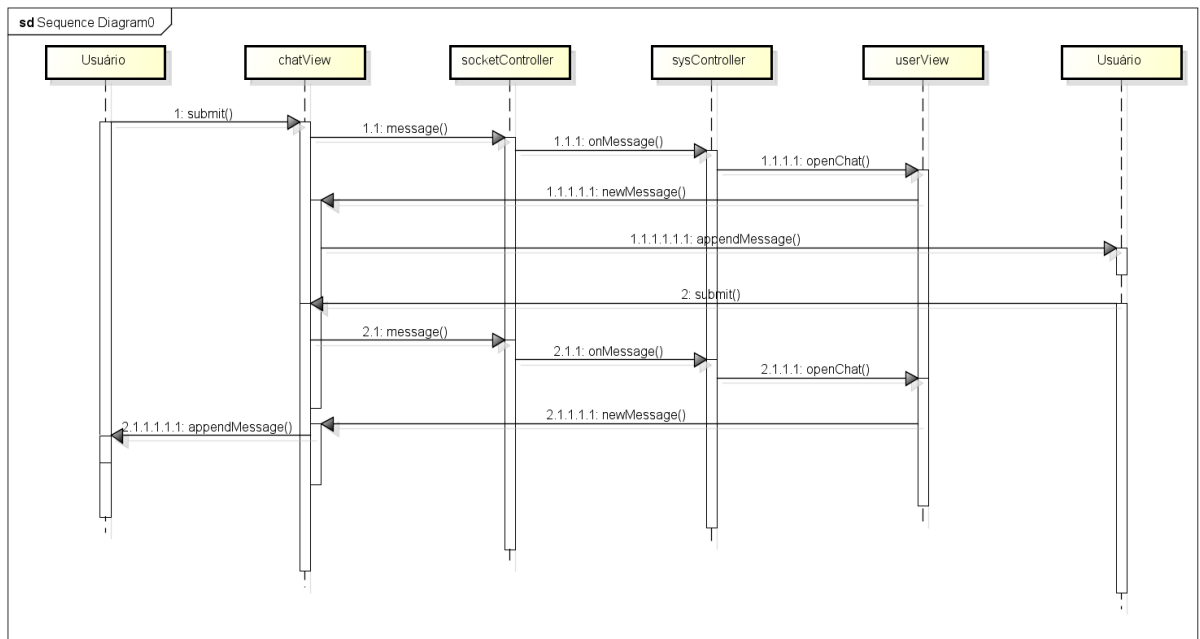 sd Sequence Diagram0
Usuário
chatView
socketController
sysController
userView
Usuário
1: submit()
1.1: message()
1.1.1: onMessage()
1.1.1.1: openChat()
1.1.1.1.1: newMessage()
1.1.1.1.1.1: appendMessage()
2: submit()
2.1: message()
2.1.1: onMessage()
2.1.1.1: openChat()
2.1.1.1.1: newMessage()
2.1.1.1.1.1: appendMessage()